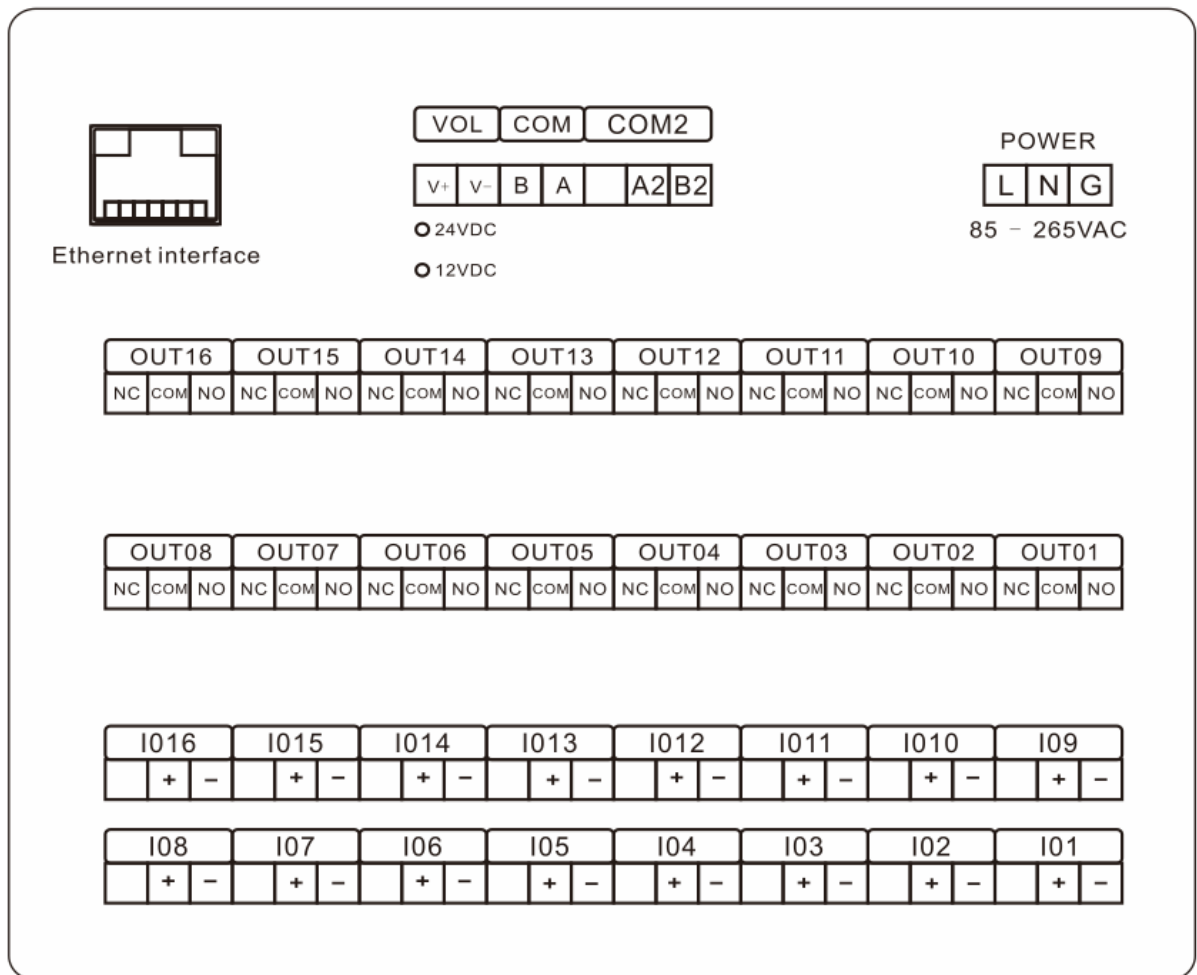 VOL COM COM2
POWER
V+ V- B A A2 B2
L N G
24VDC
85 - 265VAC
Ethernet interface
12VDC
OUT16 OUT15 OUT14 OUT13 OUT12 OUT11 OUT10 OUT09
NC COM NO NC COM NO NC COM NO NC COM NO NC COM NO NC COM NO NC COM NO NC COM NO
OUT08 OUT07 OUT06 OUT05 OUT04 OUT03 OUT02 OUT01
NC COM NO NC COM NO NC COM NO NC COM NO NC COM NO NC COM NO NC COM NO NC COM NO
I016 I015 I014 I013 I012 I011 I010 I09
+ - + - + - + - + - + - + - + -
I08 I07 I06 I05 I04 I03 I02 I01
+ - + - + - + - + - + - + - + -